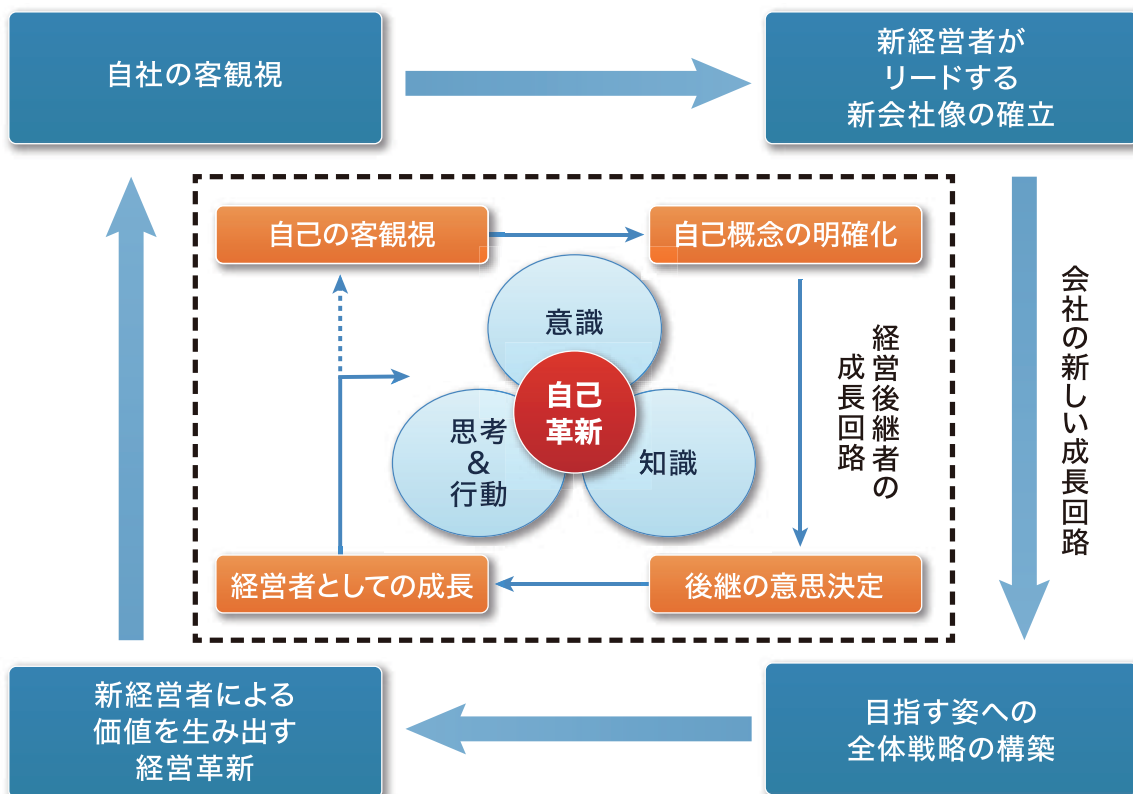 自社の客観視
新経営者が
リードする
新会社像の確立
自己の客観視
自己概念の明確化
意識
自己
革新
思考
&
行動
知識
経営後継者の
成長回路
会社の新しい成長回路
経営者としての成長
後継の意思決定
新経営者による
価値を生み出す
経営革新
目指す姿への
全体戦略の構築